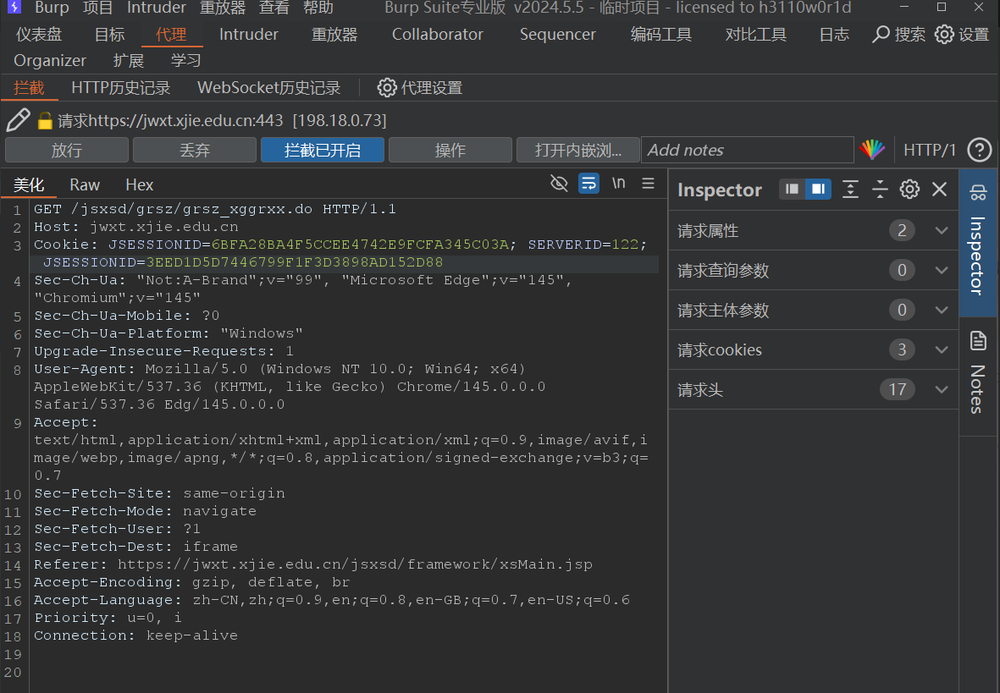 Burp 项目 Intruder 重放器 查看 帮助 Burp Suite专业版 v2024.5.5 - 临时项目 - licensed to h3110w0r1d
仪表盘 目标 代理 Intruder 重放器 Collaborator Sequencer 编码工具 对比工具 日志 搜索 设置
Organizer 扩展 学习
拦截 HTTP历史记录 WebSocket历史记录 代理设置
请求https://jwxt.xjie.edu.cn:443 [198.18.0.73]
放行 丢弃 拦截已开启 操作 打开内嵌浏... Add notes HTTP/1 ?
美化 Raw Hex \n
1 GET /jsxsd/grsz/grsz_xggrxx.do HTTP/1.1
2 Host: jwxt.xjie.edu.cn
3 Cookie: JSESSIONID=6BFA28BA4F5CCEE4742E9FCFA345C03A; SERVERID=122;
JSESSIONID=3EED1D5D7446799F1F3D3898AD152D88
4 Sec-Ch-Ua: "Not:A-Brand";v="99", "Microsoft Edge";v="145",
"Chromium";v="145"
5 Sec-Ch-Ua-Mobile: ?0
6 Sec-Ch-Ua-Platform: "Windows"
7 Upgrade-Insecure-Requests: 1
8 User-Agent: Mozilla/5.0 (Windows NT 10.0; Win64; x64)
AppleWebKit/537.36 (KHTML, like Gecko) Chrome/145.0.0.0
Safari/537.36 Edg/145.0.0.0
9 Accept:
text/html,application/xhtml+xml,application/xml;q=0.9,image/avif,i
mage/webp,image/apng,*/*;q=0.8,application/signed-exchange;v=b3;q=
0.7
10 Sec-Fetch-Site: same-origin
11 Sec-Fetch-Mode: navigate
12 Sec-Fetch-User: ?1
13 Sec-Fetch-Dest: iframe
14 Referer: https://jwxt.xjie.edu.cn/jsxsd/framework/xsMain.jsp
15 Accept-Encoding: gzip, deflate, br
16 Accept-Language: zh-CN,zh;q=0.9,en;q=0.8,en-GB;q=0.7,en-US;q=0.6
17 Priority: u=0, i
18 Connection: keep-alive
19
20
Inspector
请求属性 2
请求查询参数 0
请求主体参数 0
请求cookies 3
请求头 17
Inspector
Notes